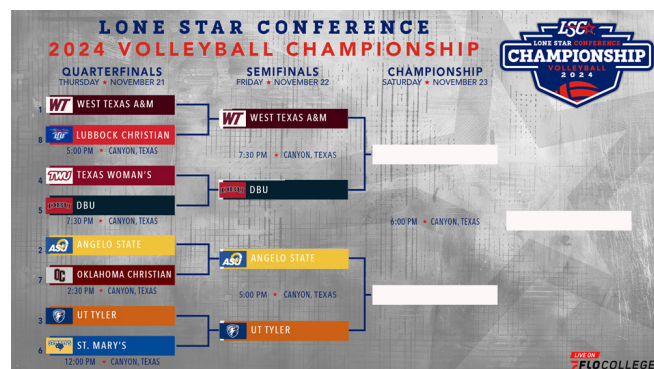 LONE STAR CONFERENCE
2024 VOLLEYBALL CHAMPIONSHIP
LSC
LONE STAR CONFERENCE
CHAMPIONSHIP
VOLLEYBALL
2024
QUARTERFINALS
THURSDAY ★ NOVEMBER 21
SEMIFINALS
FRIDAY ★ NOVEMBER 22
CHAMPIONSHIP
SATURDAY ★ NOVEMBER 23
1 WT WEST TEXAS A&M
8 LCU LUBBOCK CHRISTIAN
5:00 PM ★ CANYON, TEXAS
4 TWU TEXAS WOMAN'S
5 DBU
7:30 PM ★ CANYON, TEXAS
2 ASU ANGELO STATE
7 OC OKLAHOMA CHRISTIAN
2:30 PM ★ CANYON, TEXAS
3 UT TYLER
6 ST. MARY'S
12:00 PM ★ CANYON, TEXAS
WT WEST TEXAS A&M
7:30 PM ★ CANYON, TEXAS
DBU
ASU ANGELO STATE
5:00 PM ★ CANYON, TEXAS
UT TYLER
6:00 PM ★ CANYON, TEXAS
LIVE ON
FLOCOLLEGE